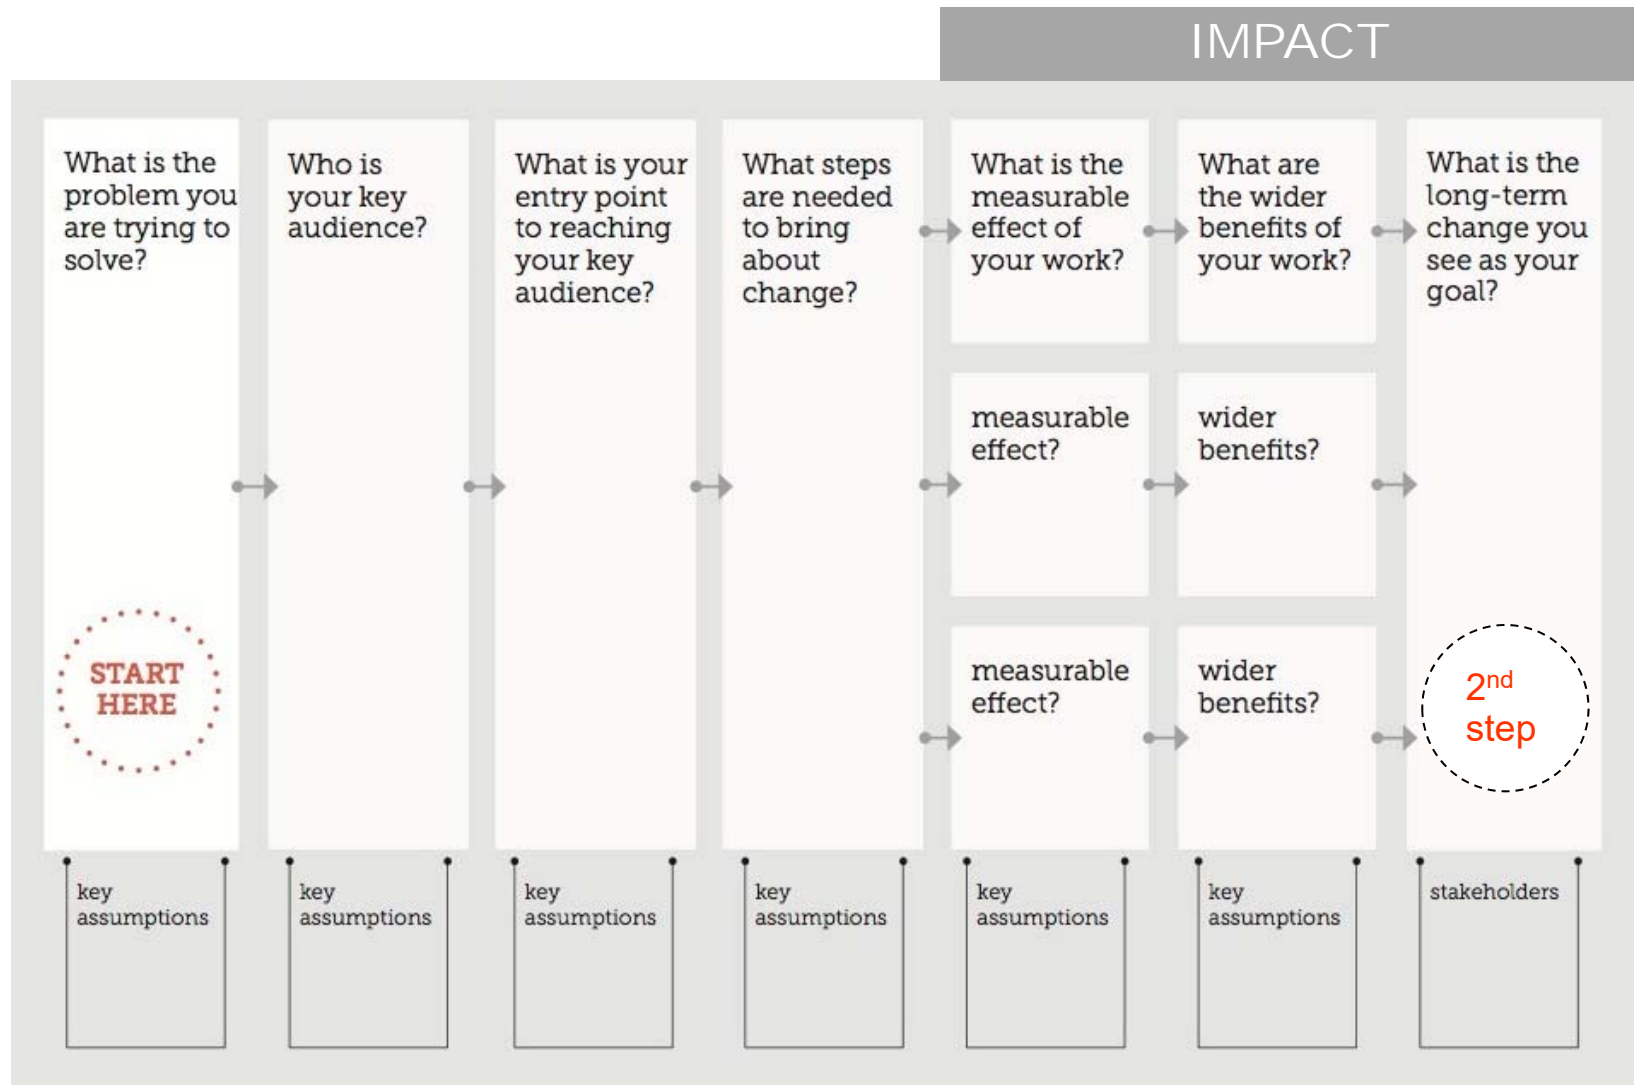 IMPACT
What is the
problem you
are trying to
solve?
START
HERE
Who is
your key
audience?
What is your
entry point
to reaching
your key
audience?
What steps
are needed
to bring
about
change?
What is the
measurable
effect of
your work?
What are
the wider
benefits of
your work?
measurable
effect?
wider
benefits?
measurable
effect?
wider
benefits?
What is the
long-term
change you
see as your
goal?
2nd
step
key
assumptions
key
assumptions
key
assumptions
key
assumptions
key
assumptions
key
assumptions
stakeholders